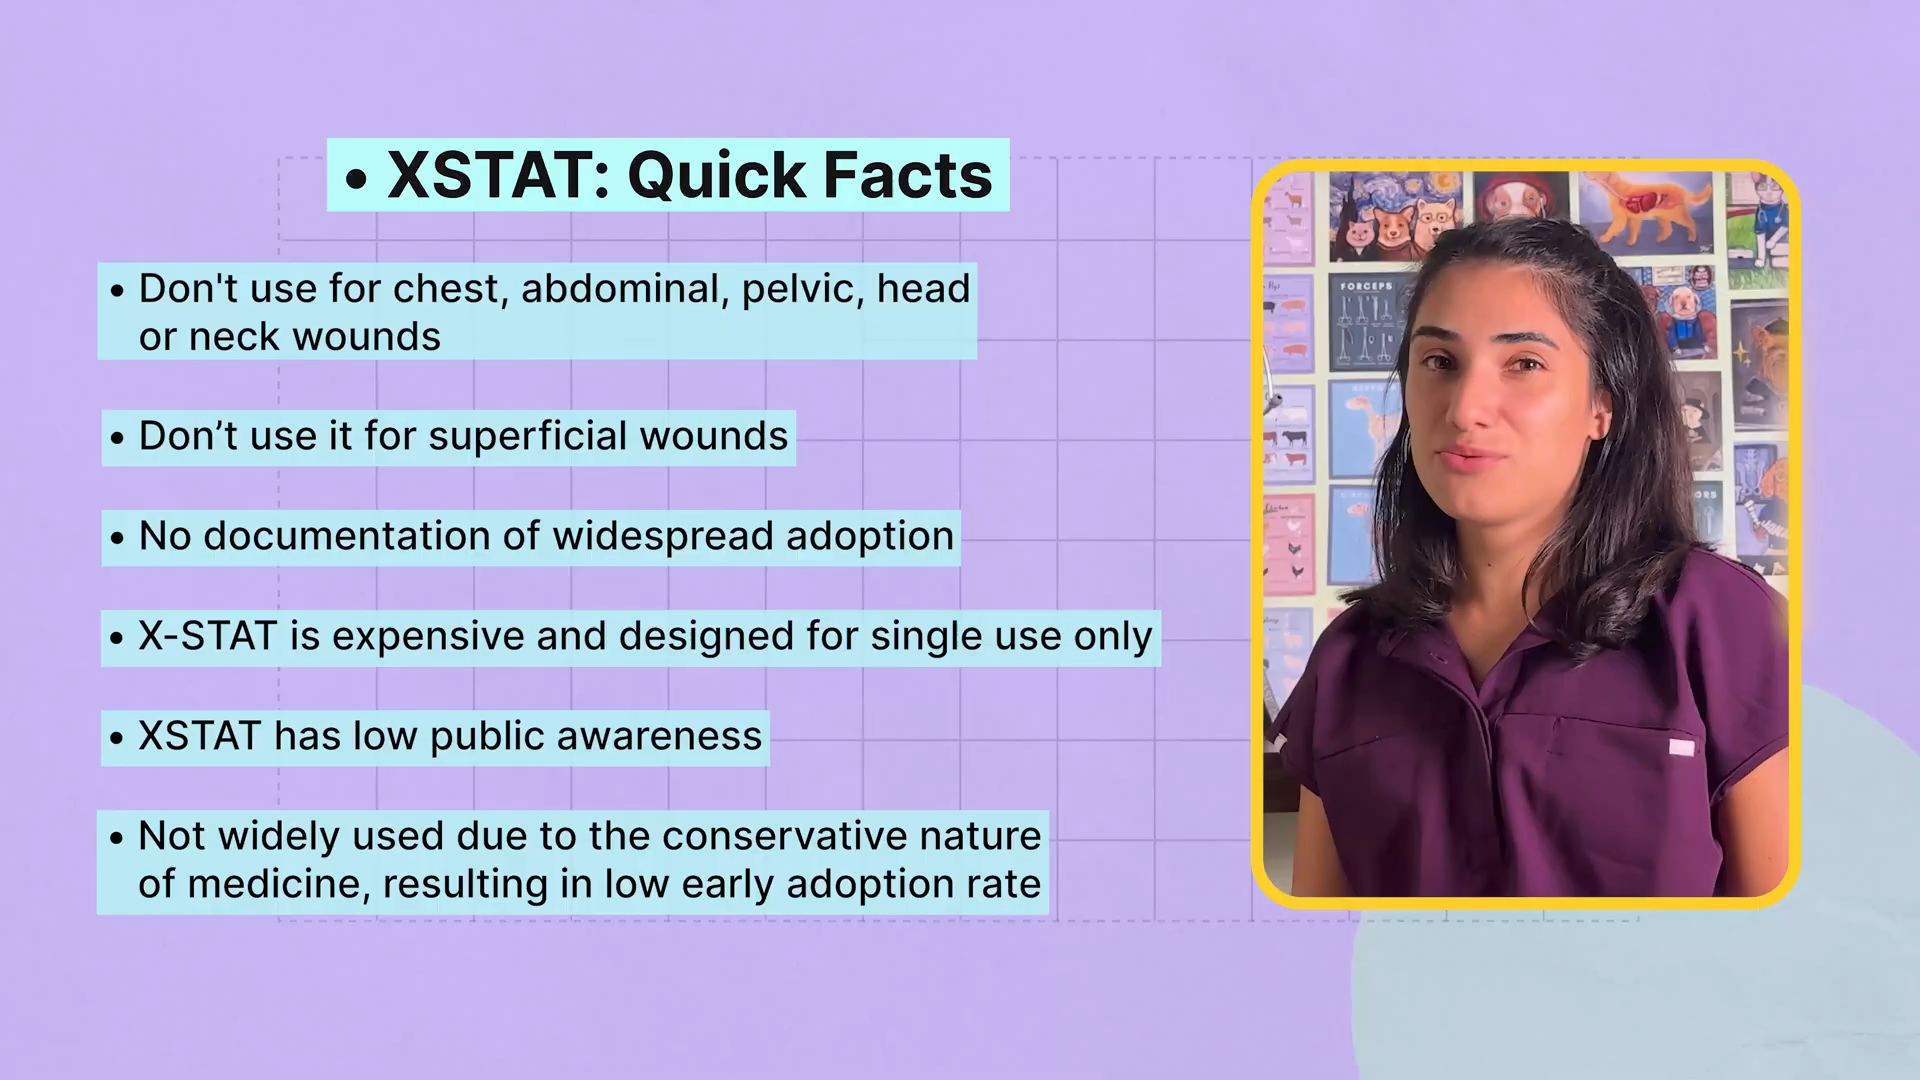 • XSTAT: Quick Facts
• Don't use for chest, abdominal, pelvic, head
or neck wounds
• Don’t use it for superficial wounds
• No documentation of widespread adoption
• X-STAT is expensive and designed for single use only
• XSTAT has low public awareness
• Not widely used due to the conservative nature
of medicine, resulting in low early adoption rate
FORCEPS